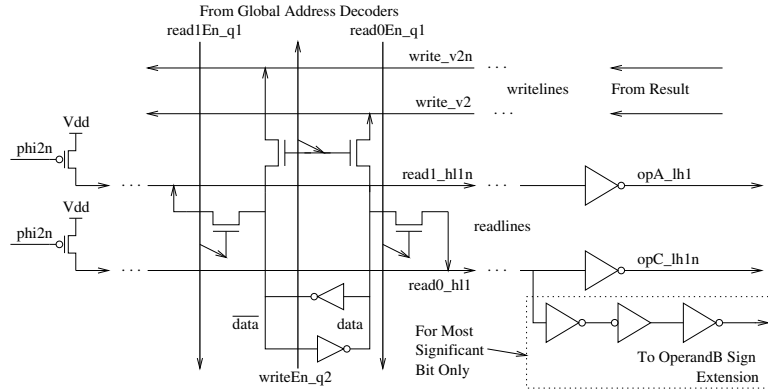 From Global Address Decoders
read1En_q1
read0En_q1
write_v2n
. . .
writelines
From Result
write_v2
. . .
Vdd
phi2n
. . .
read1_hl1n
. . .
opA_lh1
Vdd
phi2n
. . .
readlines
read0_hl1
. . .
opC_lh1n
data
data
For Most
Significant
Bit Only
To OperandB Sign
Extension
writeEn_q2